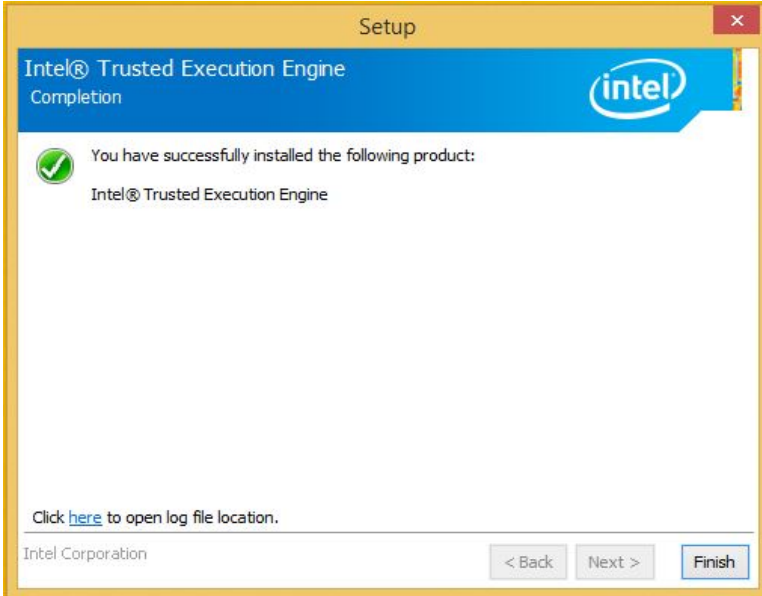 Setup
Intel® Trusted Execution Engine
Completion
intel®
You have successfully installed the following product:
Intel® Trusted Execution Engine
Click here to open log file location.
Intel Corporation
< Back
Next >
Finish